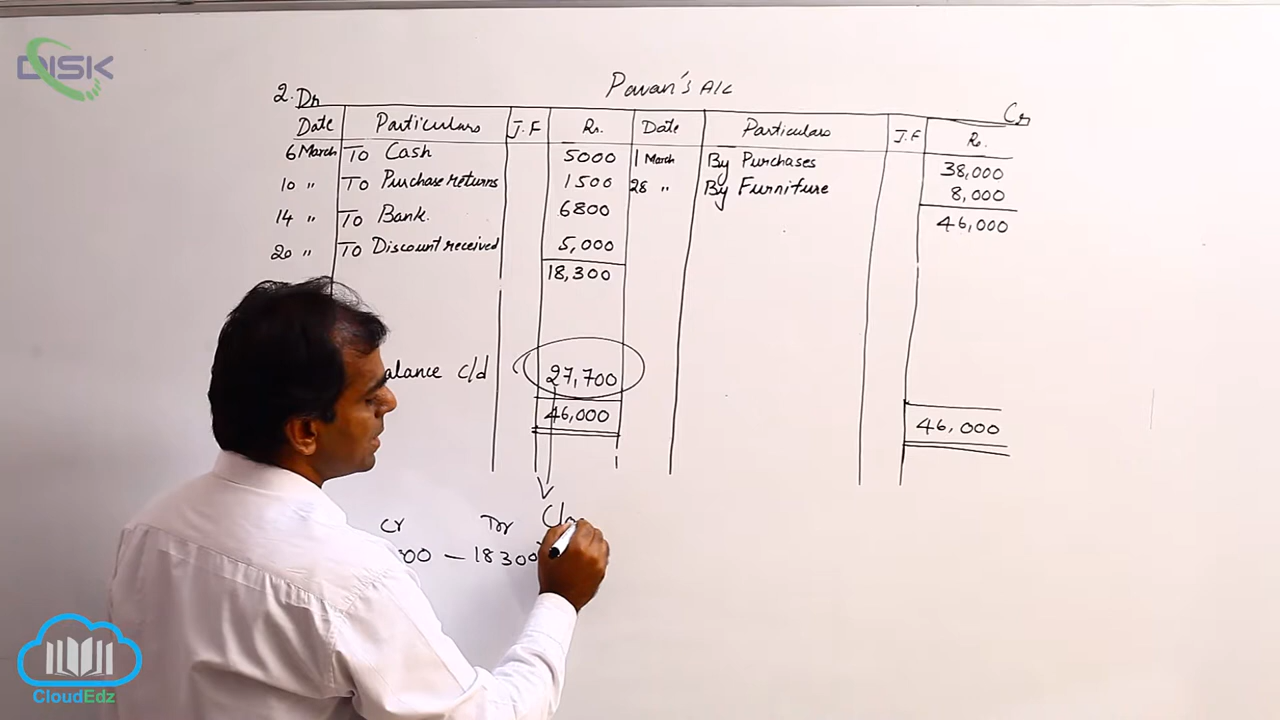 DISK
Pavan's A/c
2. Dr
Cr
Date Particulars J.F Rs. Date Particulars J.F Rs.
6 March To Cash 5000 1 March By Purchases 38,000
10 " To Purchase returns 1500 28 " By Furniture 8,000
14 " To Bank. 6800 46,000
20 " To Discount received 5,000
18,300
alance c/d 27,700
46,000 46,000
Cr
00 — 18300
CloudEdz